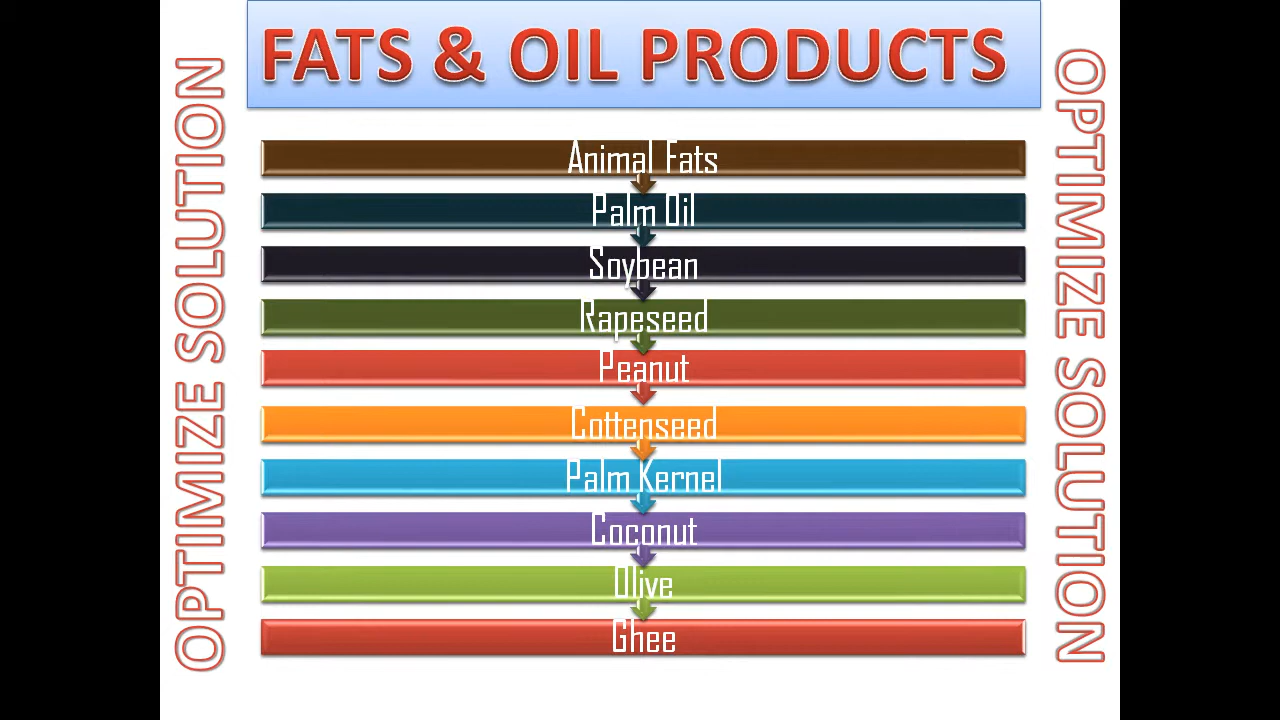 FATS & OIL PRODUCTS
OPTIMIZE SOLUTION
Animal Fats
Palm Oil
Soybean
Rapeseed
Peanut
Cottenseed
Palm Kernel
Coconut
Olive
Ghee
OPTIMIZE SOLUTION